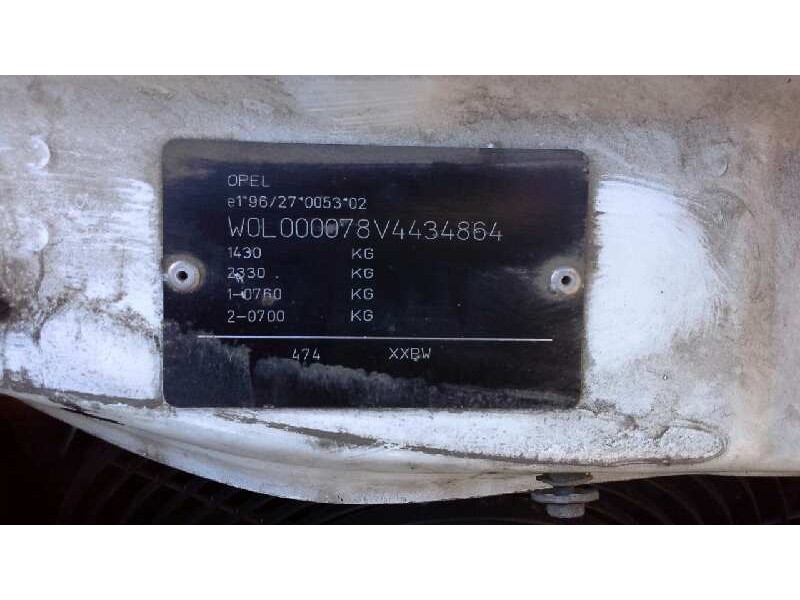 OPEL
e1*96/27*0053*02
W0L000078V4434864
1430 KG
2330 KG
1-0760 KG
2-0700 KG
474 XXBW